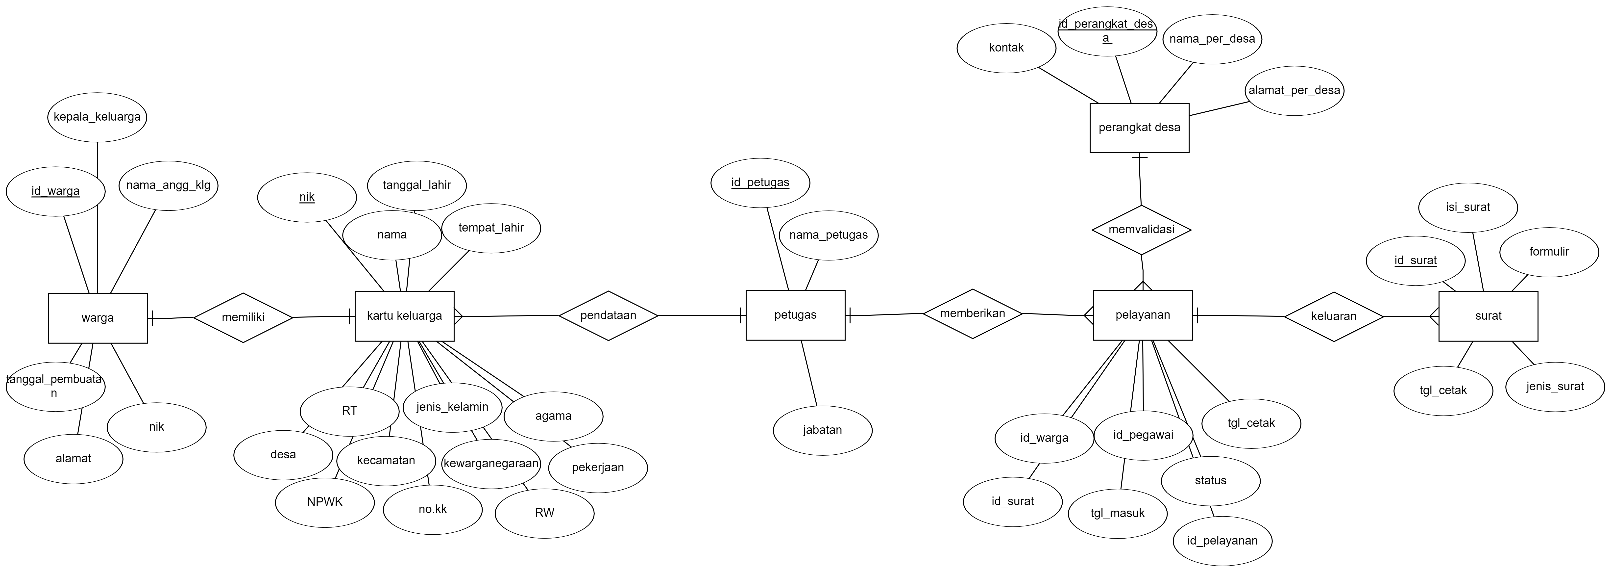 id_perangkat_des
a
kontak
nama_per_desa
alamat_per_desa
perangkat desa
kepala_keluarga
id_warga
nama_angg_klg
nik
tanggal_lahir
nama
tempat_lahir
id_petugas
nama_petugas
memvalidasi
isi_surat
id_surat
formulir
warga
memiliki
kartu keluarga
pendataan
petugas
memberikan
pelayanan
keluaran
surat
tanggal_pembuata
n
nik
alamat
RT
jenis_kelamin
agama
desa
kecamatan
kewarganegaraan
pekerjaan
NPWK
no.kk
RW
jabatan
id_warga
id_pegawai
tgl_cetak
id_surat
tgl_masuk
status
id_pelayanan
tgl_cetak
jenis_surat